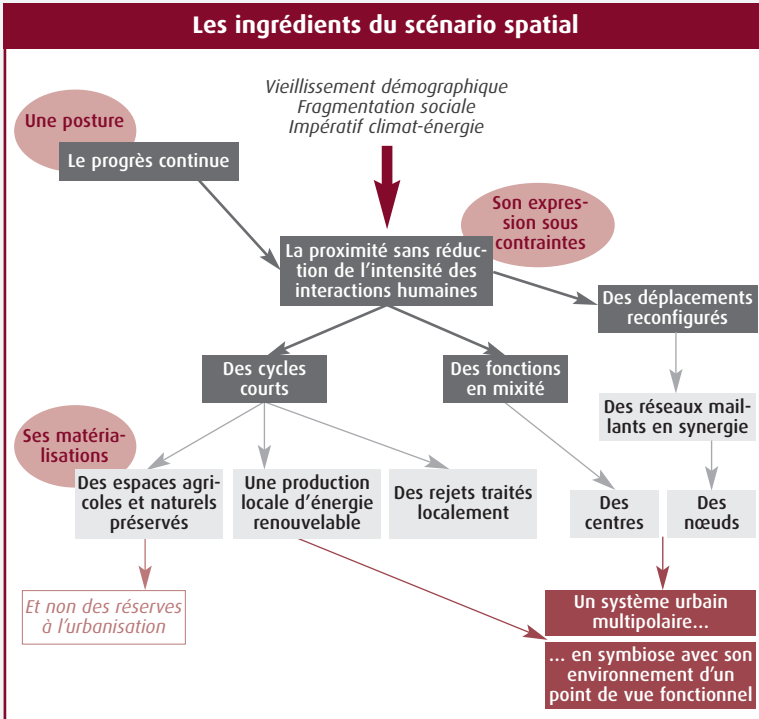 Les ingrédients du scénario spatial
Vieillissement démographique
Fragmentation sociale
Impératif climat-énergie
Une posture
Le progrès continue
Son expres-
sion sous
contraintes
La proximité sans réduc-
tion de l'intensité des
interactions humaines
Des déplacements
reconfigurés
Des cycles
courts
Des fonctions
en mixité
Des réseaux mail-
lants en synergie
Ses matéria-
lisations
Des espaces agri-
coles et naturels
préservés
Une production
locale d'énergie
renouvelable
Des rejets traités
localement
Des
centres
Des
nœuds
Et non des réserves
à l'urbanisation
Un système urbain
multipolaire...
... en symbiose avec son
environnement d'un
point de vue fonctionnel